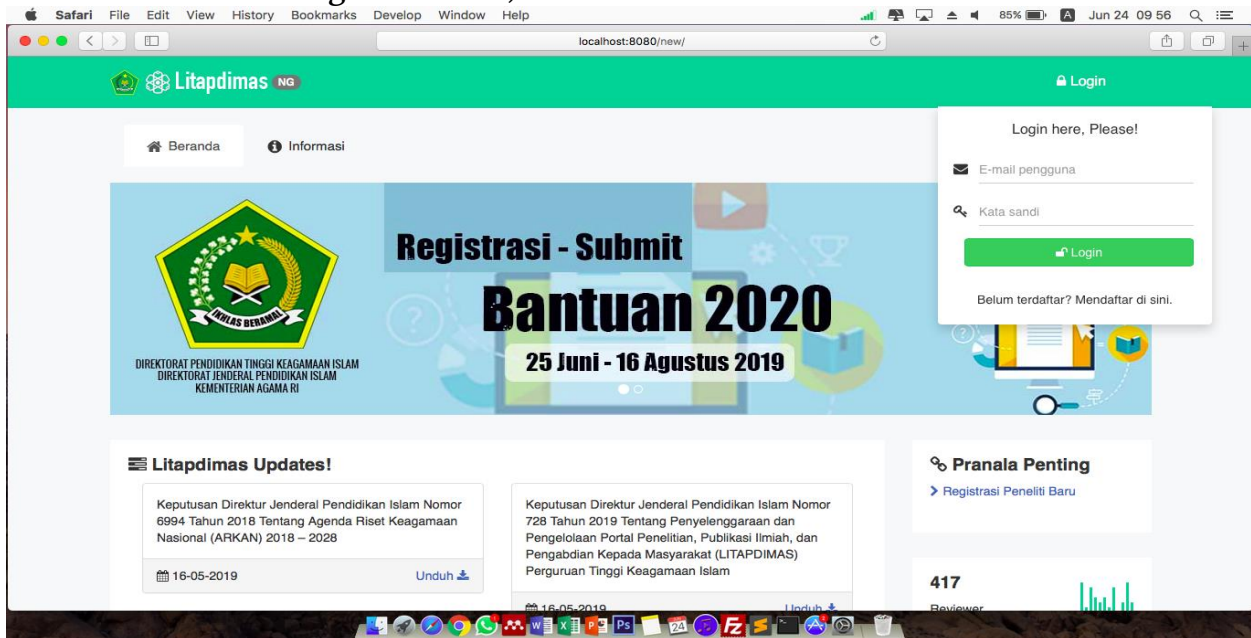 Safari File Edit View History Bookmarks Develop Window Help 85% A Jun 24 09 56
localhost:8080/new/
Litapdimas NG
Login
Beranda
Informasi
Login here, Please!
E-mail pengguna
Kata sandi
Login
Belum terdaftar? Mendaftar di sini.
IKHLAS BERAMAL
DIREKTORAT PENDIDIKAN TINGGI KEAGAMAAN ISLAM
DIREKTORAT JENDERAL PENDIDIKAN ISLAM
KEMENTERIAN AGAMA RI
Registrasi - Submit
Bantuan 2020
25 Juni - 16 Agustus 2019
Litapdimas Updates!
Keputusan Direktur Jenderal Pendidikan Islam Nomor
6994 Tahun 2018 Tentang Agenda Riset Keagamaan
Nasional (ARKAN) 2018 – 2028
16-05-2019 Unduh
Keputusan Direktur Jenderal Pendidikan Islam Nomor
728 Tahun 2019 Tentang Penyelenggaraan dan
Pengelolaan Portal Penelitian, Publikasi Ilmiah, dan
Pengabdian Kepada Masyarakat (LITAPDIMAS)
Perguruan Tinggi Keagamaan Islam
16-05-2019 Unduh
Pranala Penting
Registrasi Peneliti Baru
417
Reviewer
24
Ps
Fz